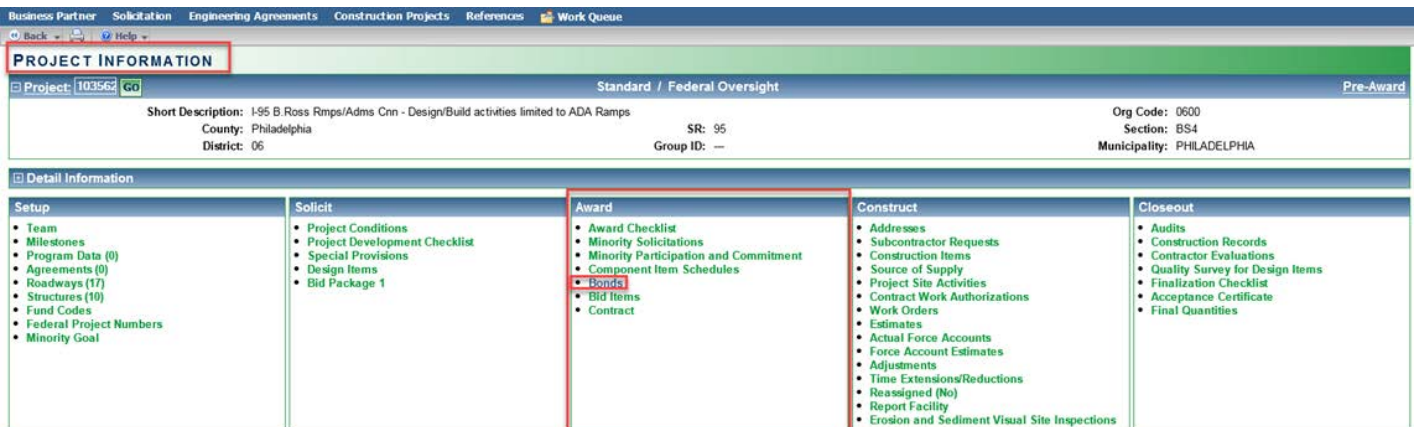 Business Partner Solicitation Engineering Agreements Construction Projects References Work Queue
Back Help
PROJECT INFORMATION
Project: 103562 GO Standard / Federal Oversight Pre-Award
Short Description: I-95 B.Ross Rmps/Adms Cnn - Design/Build activities limited to ADA Ramps Org Code: 0600
County: Philadelphia SR: 95 Section: BS4
District: 06 Group ID: — Municipality: PHILADELPHIA
Detail Information
Setup
• Team
• Milestones
• Program Data (0)
• Agreements (0)
• Roadways (17)
• Structures (10)
• Fund Codes
• Federal Project Numbers
• Minority Goal
Solicit
• Project Conditions
• Project Development Checklist
• Special Provisions
• Design Items
• Bid Package 1
Award
• Award Checklist
• Minority Solicitations
• Minority Participation and Commitment
• Component Item Schedules
• Bonds
• Bid Items
• Contract
Construct
• Addresses
• Subcontractor Requests
• Construction Items
• Source of Supply
• Project Site Activities
• Contract Work Authorizations
• Work Orders
• Estimates
• Actual Force Accounts
• Force Account Estimates
• Adjustments
• Time Extensions/Reductions
• Reassigned (No)
• Report Facility
• Erosion and Sediment Visual Site Inspections
Closeout
• Audits
• Construction Records
• Contractor Evaluations
• Quality Survey for Design Items
• Finalization Checklist
• Acceptance Certificate
• Final Quantities